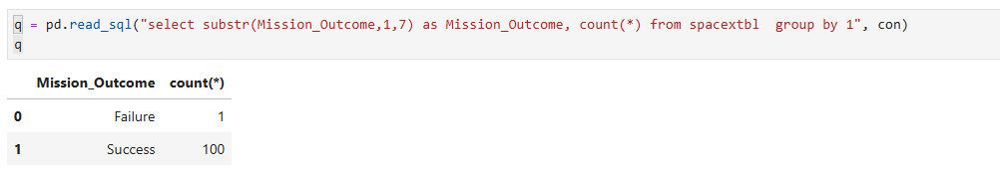 q = pd.read_sql("select substr(Mission_Outcome,1,7) as Mission_Outcome, count(*) from spacextbl  group by 1", con)
q
Mission_Outcome count(*)
0 Failure 1
1 Success 100